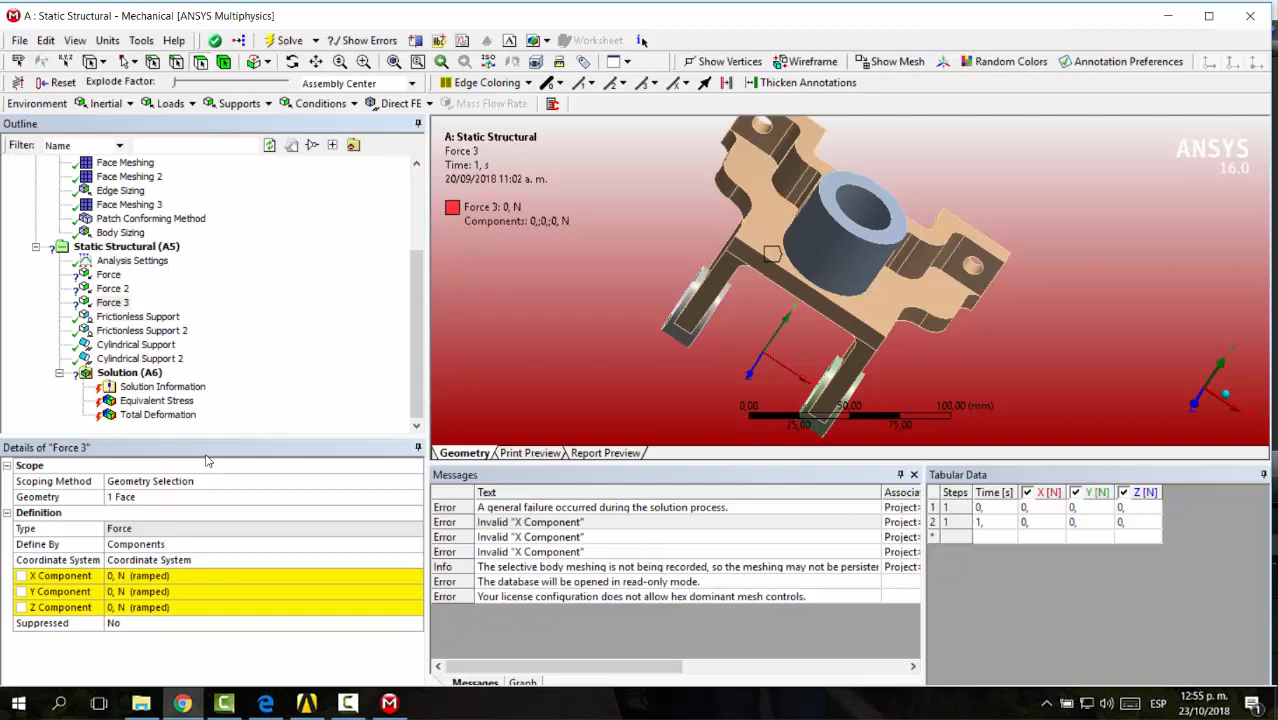 A : Static Structural - Mechanical [ANSYS Multiphysics]
File Edit View Units Tools Help Solve ?/ Show Errors Worksheet
Show Vertices Wireframe Show Mesh Random Colors Annotation Preferences
Reset Explode Factor: Assembly Center Edge Coloring Thicken Annotations
Environment Inertial Loads Supports Conditions Direct FE Mass Flow Rate
Outline
Filter: Name
Face Meshing
Face Meshing 2
Edge Sizing
Face Meshing 3
Patch Conforming Method
Body Sizing
Static Structural (A5)
Analysis Settings
Force
Force 2
Force 3
Frictionless Support
Frictionless Support 2
Cylindrical Support
Cylindrical Support 2
Solution (A6)
Solution Information
Equivalent Stress
Total Deformation
A: Static Structural
Force 3
Time: 1, s
20/09/2018 11:02 a. m.
Force 3: 0, N
Components: 0,;0,;0, N
ANSYS
16.0
Y
Z
Y
Z
0,00 50,00 100,00 (mm)
25,00 75,00
Geometry Print Preview Report Preview
Details of "Force 3"
Scope
Scoping Method Geometry Selection
Geometry 1 Face
Definition
Type Force
Define By Components
Coordinate System Coordinate System
X Component 0, N (ramped)
Y Component 0, N (ramped)
Z Component 0, N (ramped)
Suppressed No
Messages
Text Associa
Error A general failure occurred during the solution process. Project>
Error Invalid "X Component" Project>
Error Invalid "X Component" Project>
Error Invalid "X Component" Project>
Info The selective body meshing is not being recorded, so the meshing may not be persister Project>
Error The database will be opened in read-only mode.
Error Your license configuration does not allow hex dominant mesh controls.
Messages Graph
Tabular Data
Steps Time [s] X [N] Y [N] Z [N]
1 1 0, 0, 0, 0,
2 1 1, 0, 0, 0,
*
ESP
12:55 p. m.
23/10/2018
1